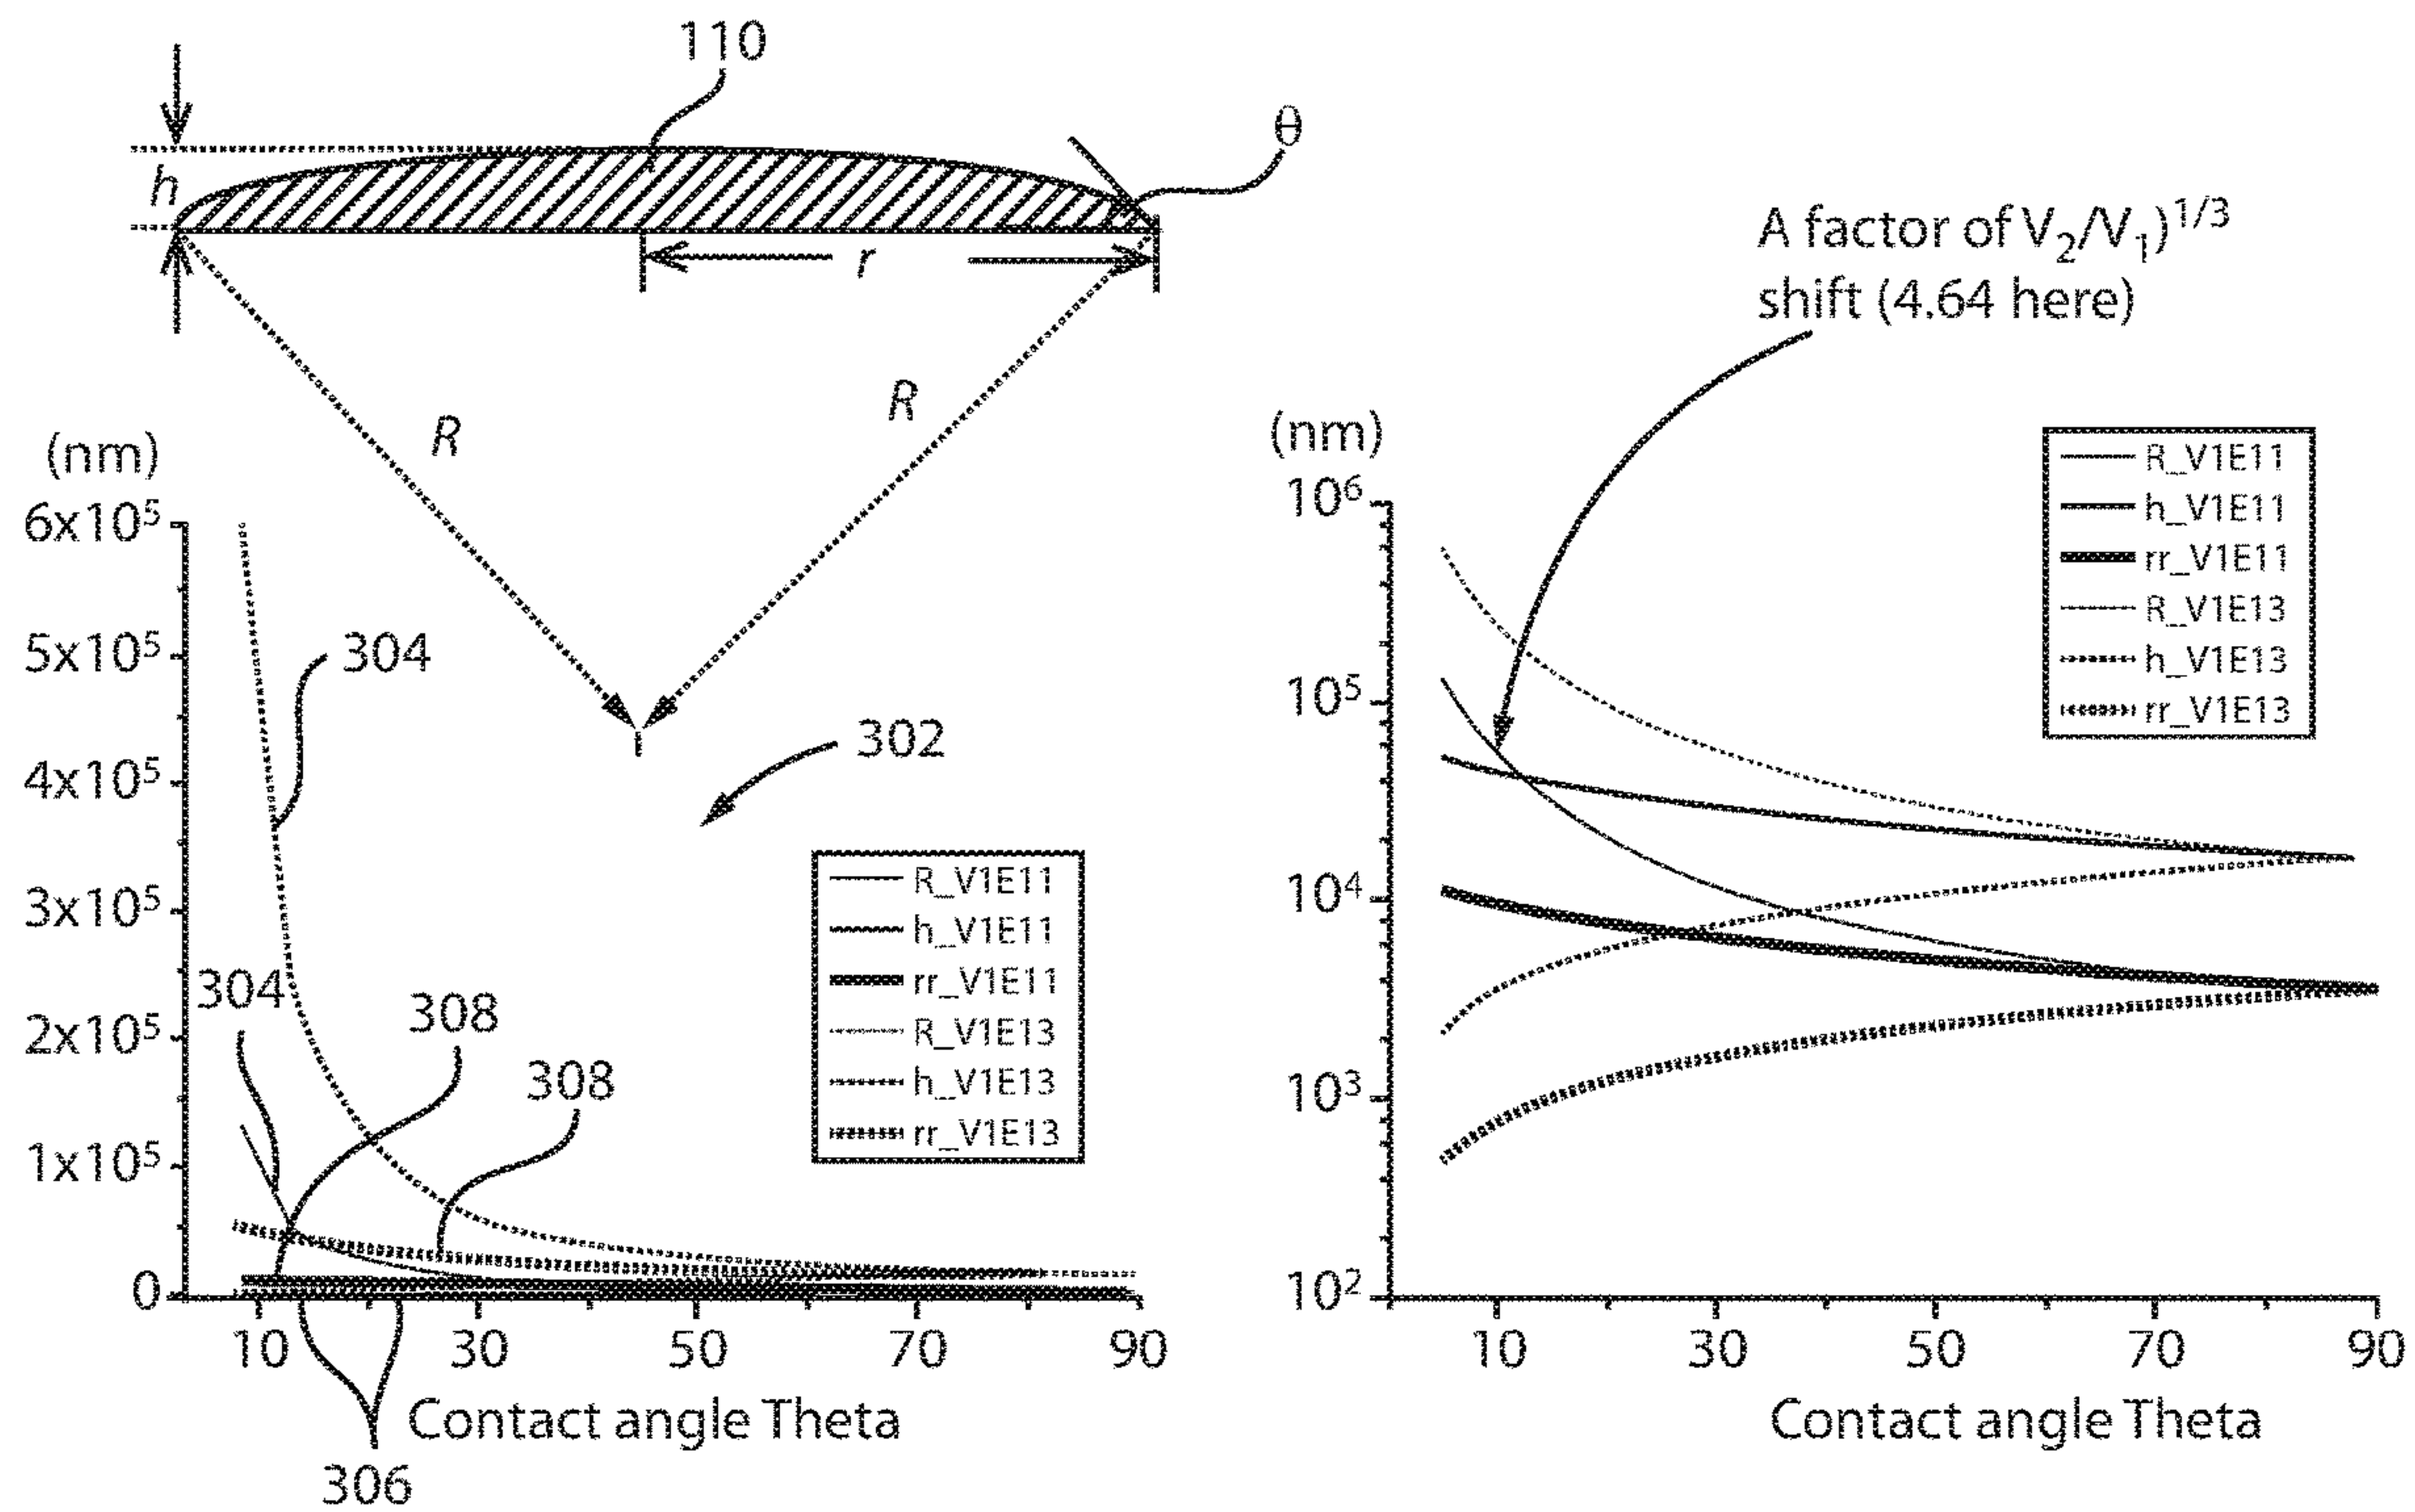 110
θ
h
r
A factor of V2/V1)1/3
shift (4.64 here)
R
R
(nm)
6x10⁵
5x10⁵
4x10⁵
3x10⁵
2x10⁵
1x10⁵
0
304
304
302
308
308
R_V1E11
h_V1E11
rr_V1E11
R_V1E13
h_V1E13
rr_V1E13
10 30 50 70 90
Contact angle Theta
306
(nm)
10⁶
10⁵
10⁴
10³
10²
R_V1E11
h_V1E11
rr_V1E11
R_V1E13
h_V1E13
rr_V1E13
10 30 50 70 90
Contact angle Theta